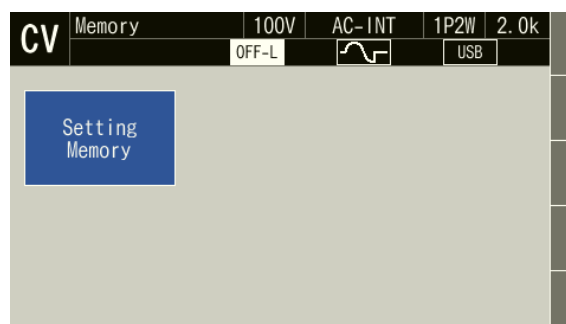 CV Memory 100V AC-INT 1P2W 2.0k
OFF-L USB
Setting
Memory